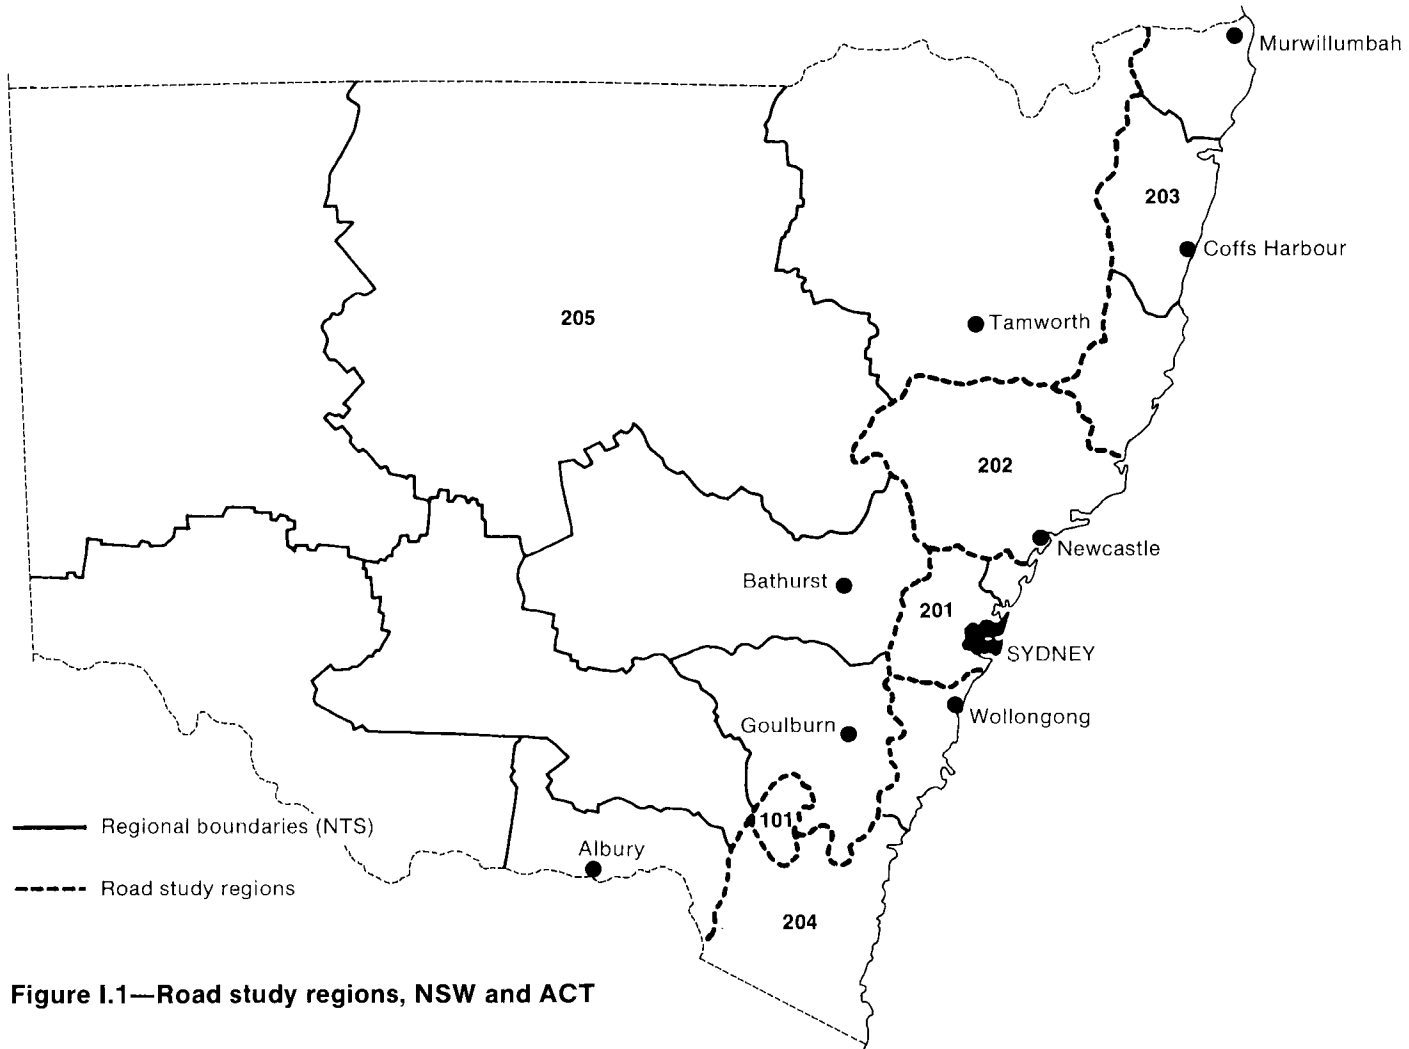 Murwillumbah
203
Coffs Harbour
205
Tamworth
202
Newcastle
Bathurst
201
SYDNEY
Wollongong
Goulburn
101
Regional boundaries (NTS)
Albury
Road study regions
204
Figure I.1—Road study regions, NSW and ACT